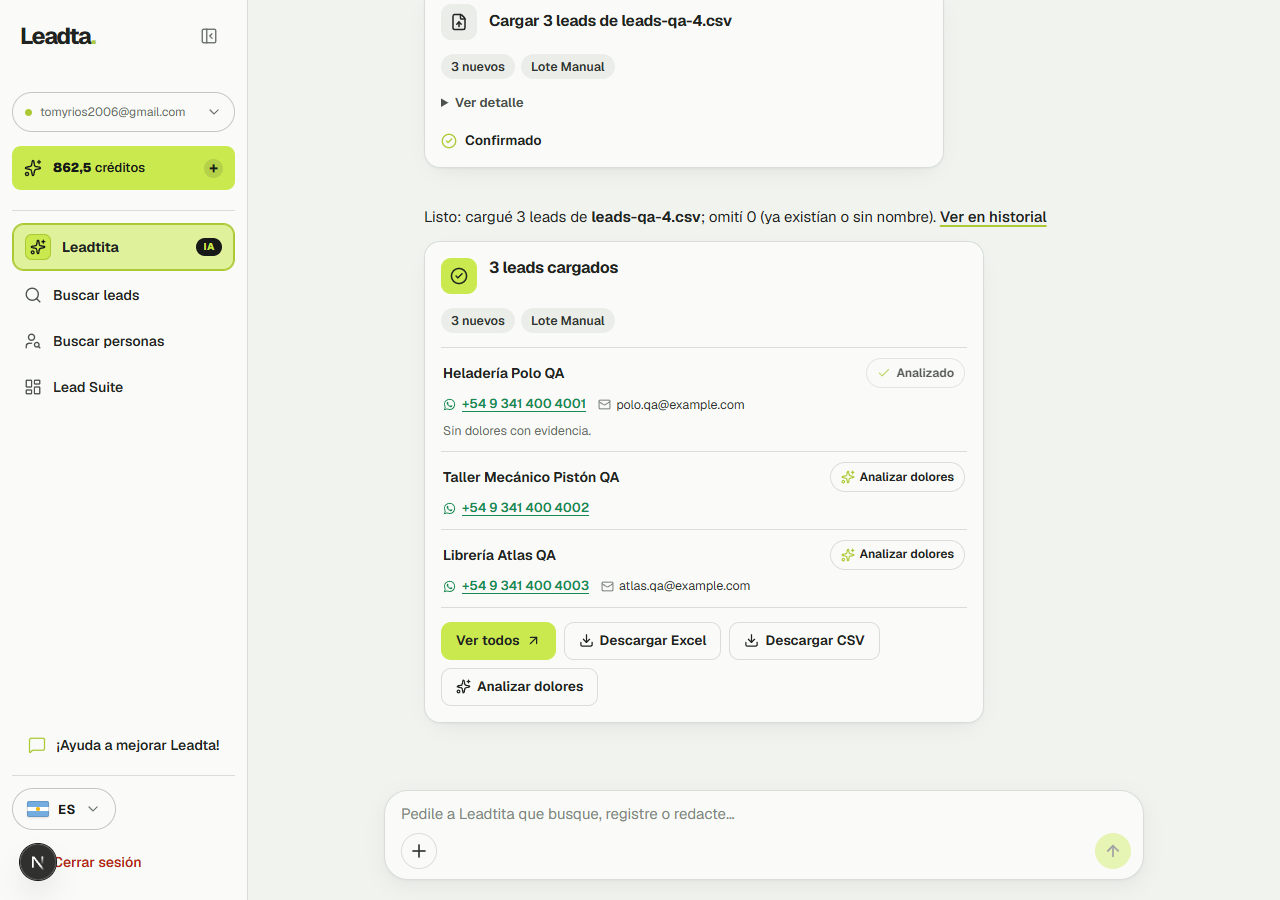 Leadta.
tomyrios2006@gmail.com
862,5 créditos
Leadtita IA
Buscar leads
Buscar personas
Lead Suite
¡Ayuda a mejorar Leadta!
ES
N
Cerrar sesión
Cargar 3 leads de leads-qa-4.csv
3 nuevos Lote Manual
Ver detalle
Confirmado
Listo: cargué 3 leads de leads-qa-4.csv; omití 0 (ya existían o sin nombre). Ver en historial
3 leads cargados
3 nuevos Lote Manual
Heladería Polo QA Analizado
+54 9 341 400 4001 polo.qa@example.com
Sin dolores con evidencia.
Taller Mecánico Pistón QA Analizar dolores
+54 9 341 400 4002
Librería Atlas QA Analizar dolores
+54 9 341 400 4003 atlas.qa@example.com
Ver todos Descargar Excel Descargar CSV
Analizar dolores
Pedile a Leadtita que busque, registre o redacte…